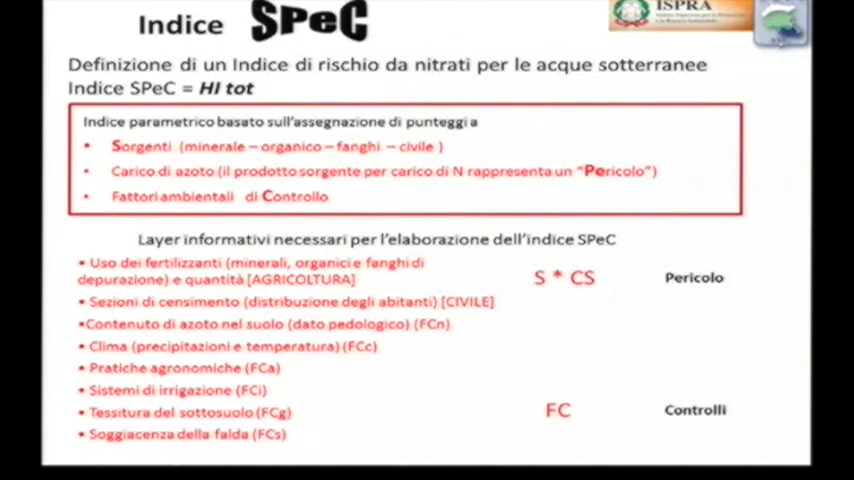 Indice SPeC
ISPRA
Definizione di un Indice di rischio da nitrati per le acque sotterranee
Indice SPeC = HI tot
Indice parametrico basato sull'assegnazione di punteggi a
• Sorgenti (minerale – organico – fanghi – civile )
• Carico di azoto (il prodotto sorgente per carico di N rappresenta un "Pericolo")
• Fattori ambientali di Controllo
Layer informativi necessari per l'elaborazione dell'indice SPeC
• Uso dei fertilizzanti (minerali, organici e fanghi di
depurazione) e quantità [AGRICOLTURA]
S * CS
Pericolo
• Sezioni di censimento (distribuzione degli abitanti) [CIVILE]
•Contenuto di azoto nel suolo (dato pedologico) (FCn)
• Clima (precipitazioni e temperatura) (FCc)
• Pratiche agronomiche (FCa)
• Sistemi di irrigazione (FCi)
• Tessitura del sottosuolo (FCg)
FC
Controlli
• Soggiacenza della falda (FCs)